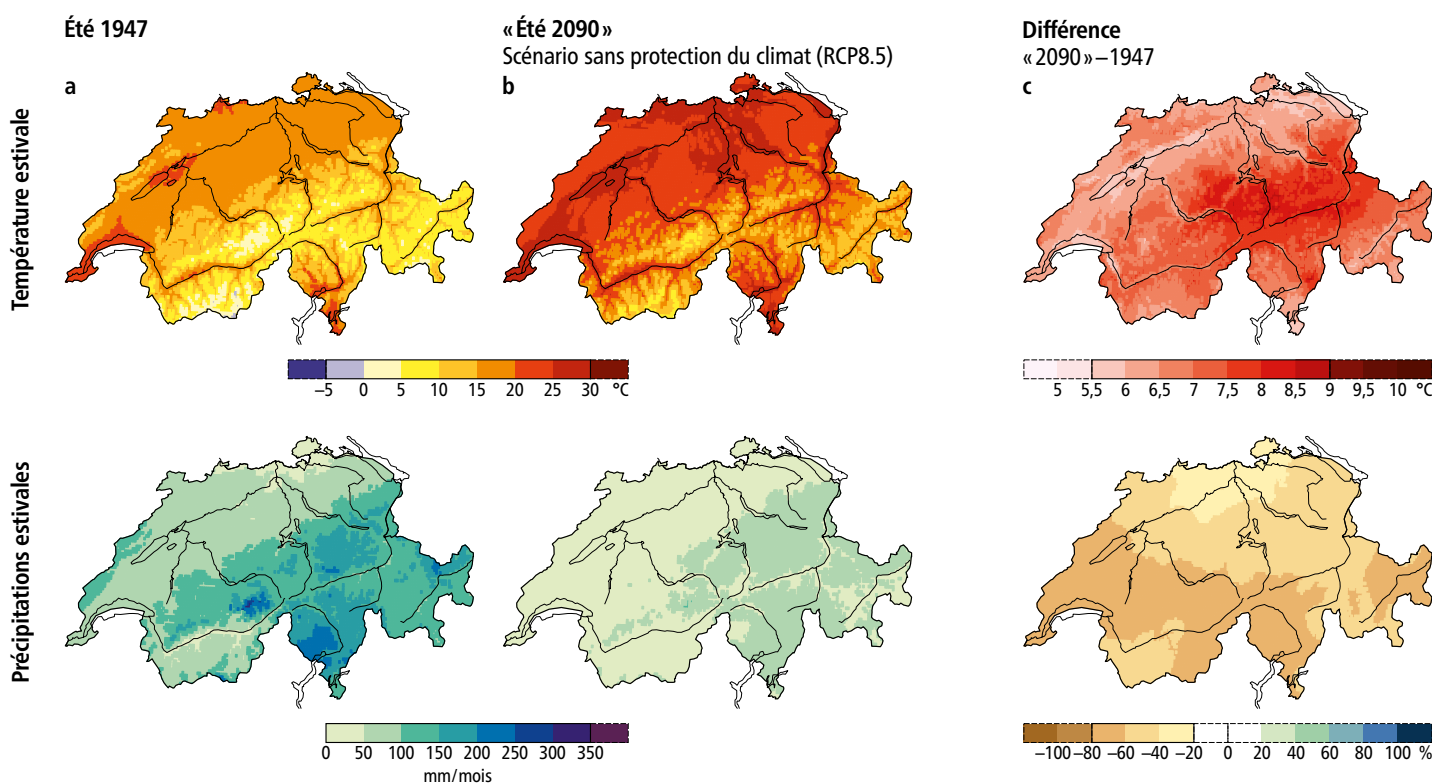 Été 1947
« Été 2090 »
Scénario sans protection du climat (RCP8.5)
Différence
« 2090 » – 1947
a
b
c
Température estivale
–5 0 5 10 15 20 25 30 °C
5 5,5 6 6,5 7 7,5 8 8,5 9 9,5 10 °C
Précipitations estivales
0 50 100 150 200 250 300 350
mm/mois
–100 –80 –60 –40 –20 0 20 40 60 80 100 %